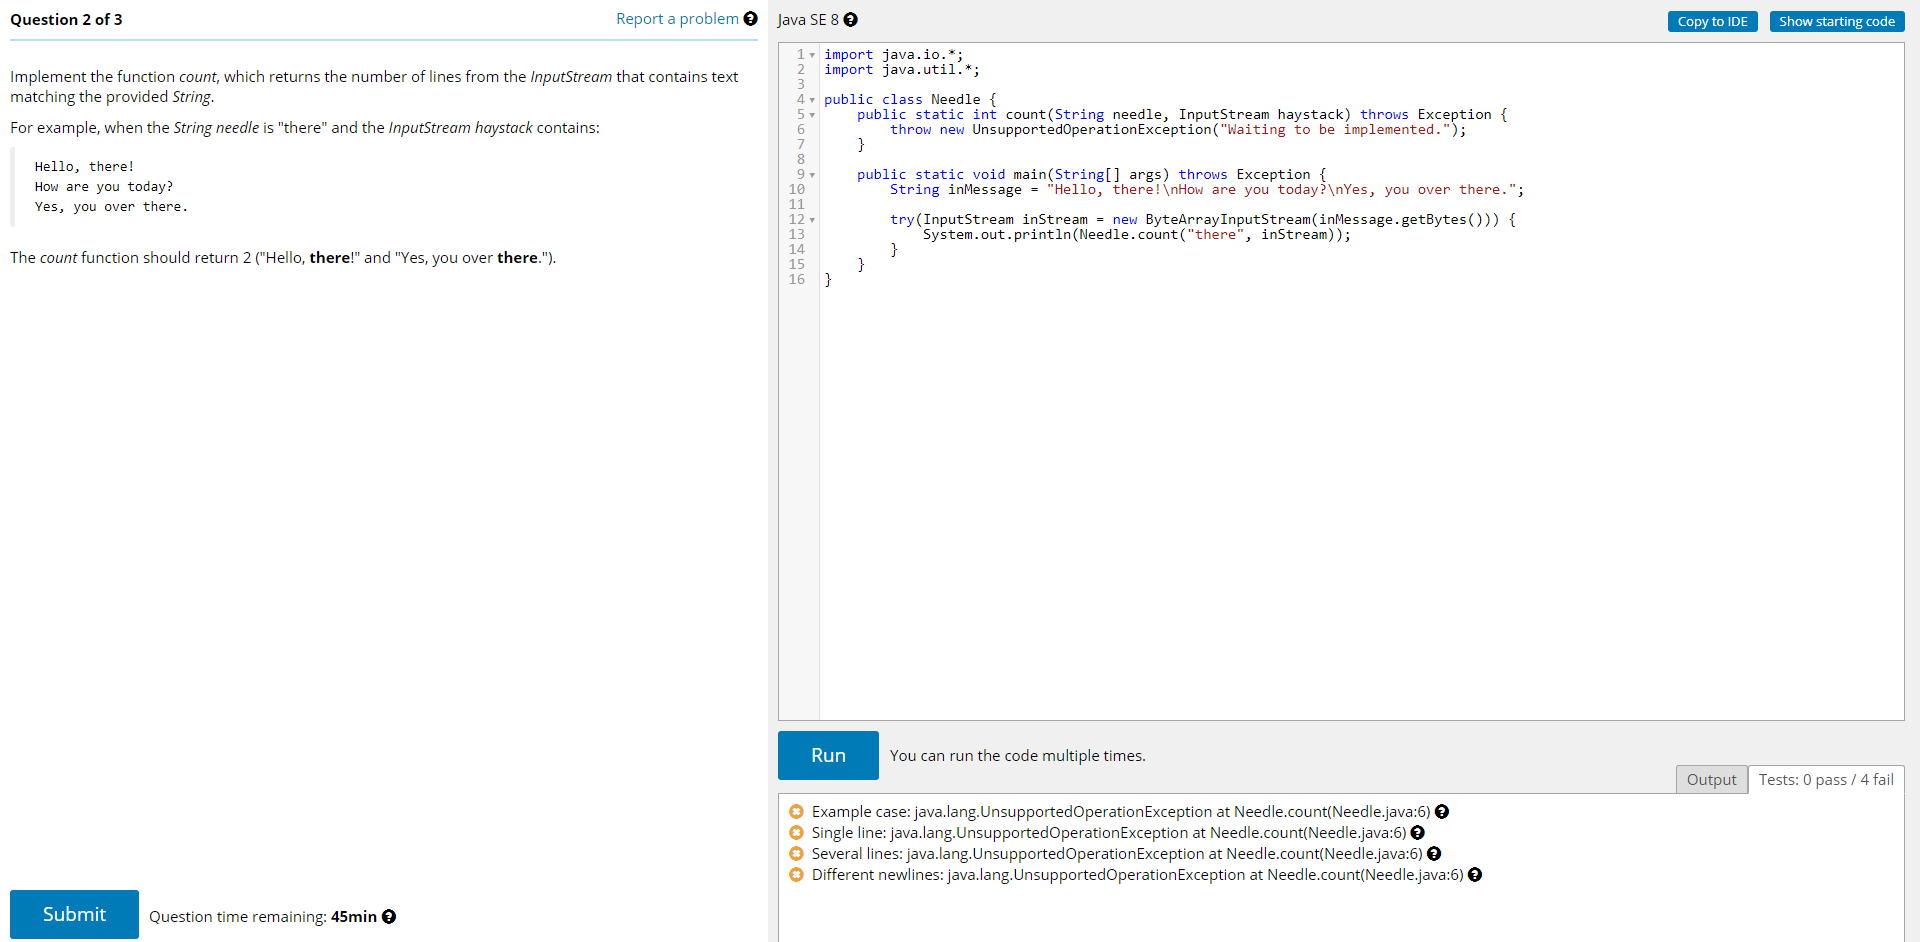 Question 2 of 3
Report a problem ?
Implement the function count, which returns the number of lines from the InputStream that contains text
matching the provided String.
For example, when the String needle is "there" and the InputStream haystack contains:
Hello, there!
How are you today?
Yes, you over there.
The count function should return 2 ("Hello, there!" and "Yes, you over there.").
Submit
Question time remaining: 45min ?
Java SE 8 ?
Copy to IDE
Show starting code
1 import java.io.*;
2 import java.util.*;
3
4 public class Needle {
5     public static int count(String needle, InputStream haystack) throws Exception {
6         throw new UnsupportedOperationException("Waiting to be implemented.");
7     }
8
9     public static void main(String[] args) throws Exception {
10         String inMessage = "Hello, there!\nHow are you today?\nYes, you over there.";
11
12         try(InputStream inStream = new ByteArrayInputStream(inMessage.getBytes())) {
13             System.out.println(Needle.count("there", inStream));
14         }
15     }
16 }
Run
You can run the code multiple times.
Output
Tests: 0 pass / 4 fail
Example case: java.lang.UnsupportedOperationException at Needle.count(Needle.java:6) ?
Single line: java.lang.UnsupportedOperationException at Needle.count(Needle.java:6) ?
Several lines: java.lang.UnsupportedOperationException at Needle.count(Needle.java:6) ?
Different newlines: java.lang.UnsupportedOperationException at Needle.count(Needle.java:6) ?